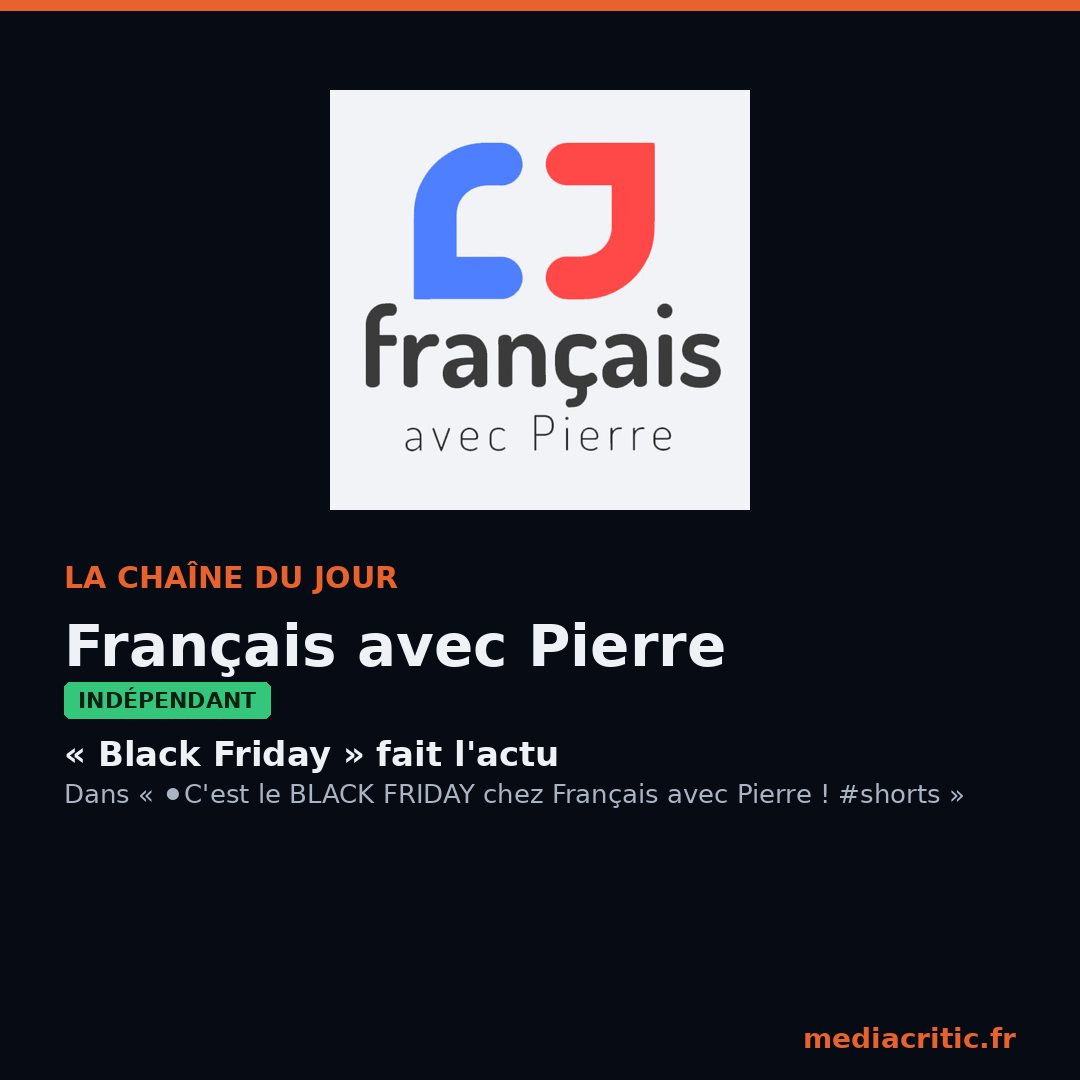 français
avec Pierre
LA CHAÎNE DU JOUR
Français avec Pierre
INDÉPENDANT
« Black Friday » fait l'actu
Dans « ⚫C'est le BLACK FRIDAY chez Français avec Pierre ! #shorts »
mediacritic.fr